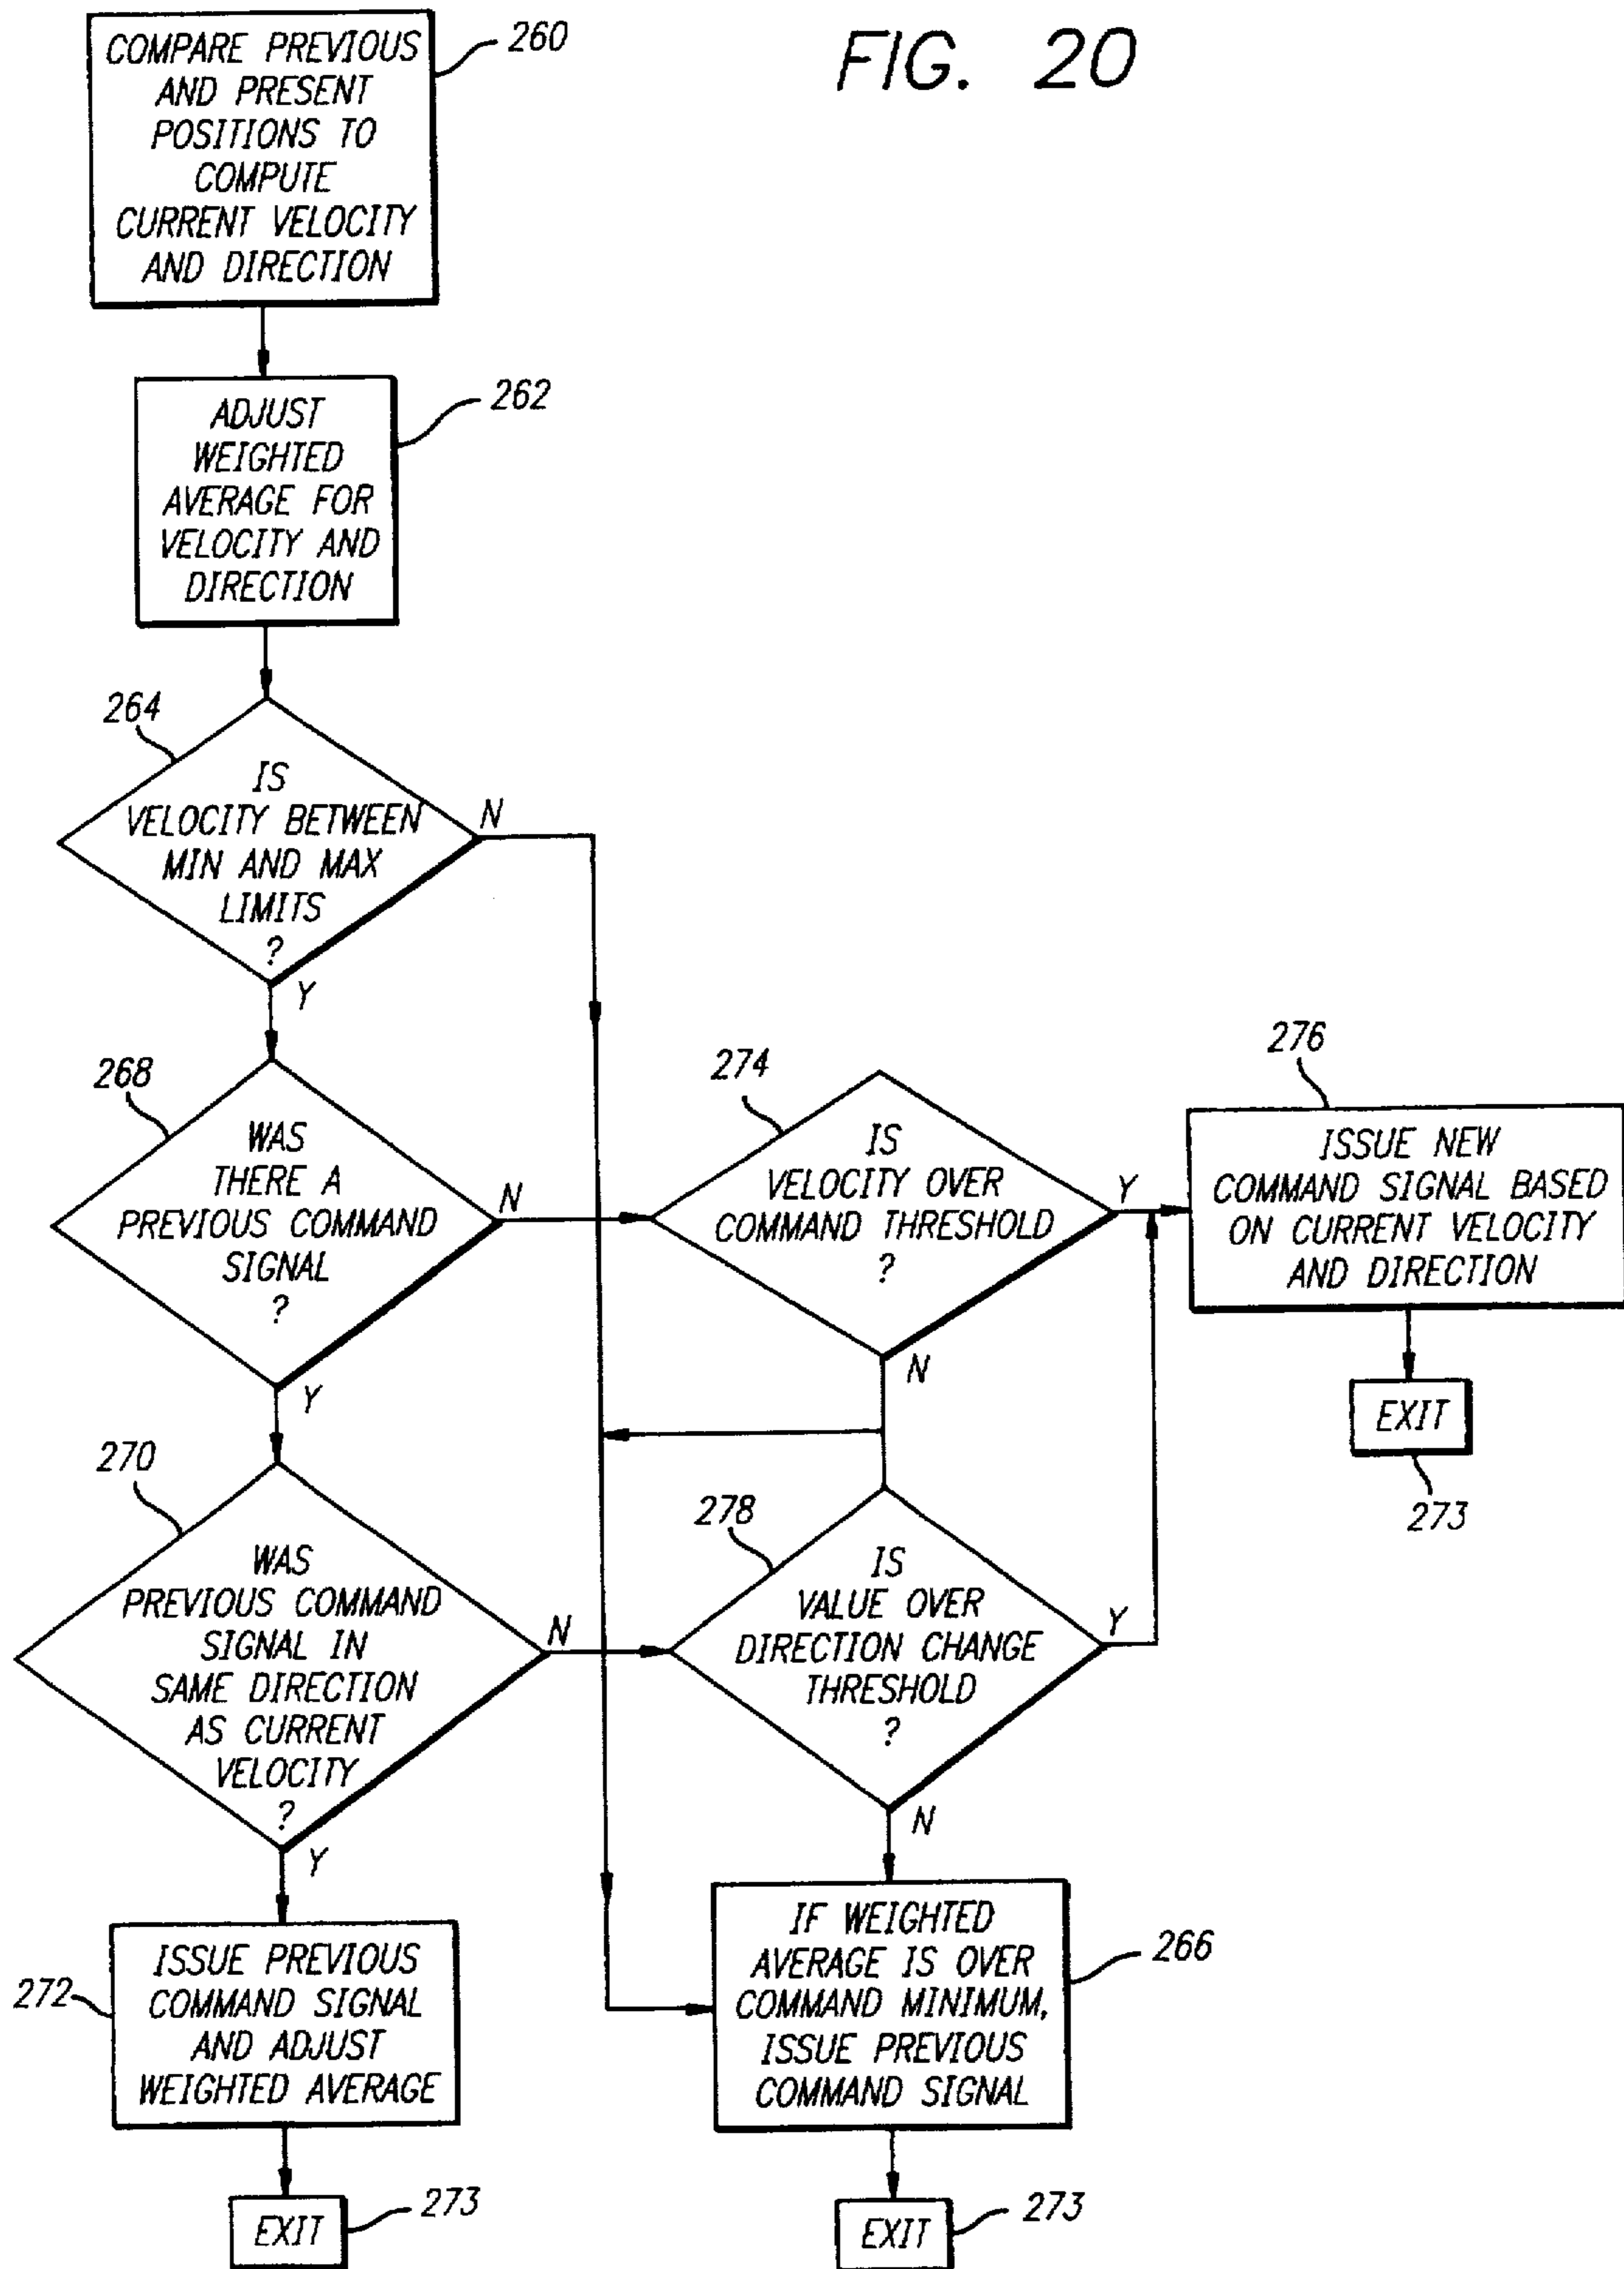 FIG. 20
COMPARE PREVIOUS
AND PRESENT
POSITIONS TO
COMPUTE
CURRENT VELOCITY
AND DIRECTION
260
ADJUST
WEIGHTED
AVERAGE FOR
VELOCITY AND
DIRECTION
262
264
IS
VELOCITY BETWEEN
MIN AND MAX
LIMITS
?
N
Y
268
WAS
THERE A
PREVIOUS COMMAND
SIGNAL
?
N
Y
274
IS
VELOCITY OVER
COMMAND THRESHOLD
?
Y
N
276
ISSUE NEW
COMMAND SIGNAL BASED
ON CURRENT VELOCITY
AND DIRECTION
EXIT
273
270
WAS
PREVIOUS COMMAND
SIGNAL IN
SAME DIRECTION
AS CURRENT
VELOCITY
?
N
Y
278
IS
VALUE OVER
DIRECTION CHANGE
THRESHOLD
?
Y
N
272
ISSUE PREVIOUS
COMMAND SIGNAL
AND ADJUST
WEIGHTED AVERAGE
EXIT
273
IF WEIGHTED
AVERAGE IS OVER
COMMAND MINIMUM,
ISSUE PREVIOUS
COMMAND SIGNAL
266
EXIT
273